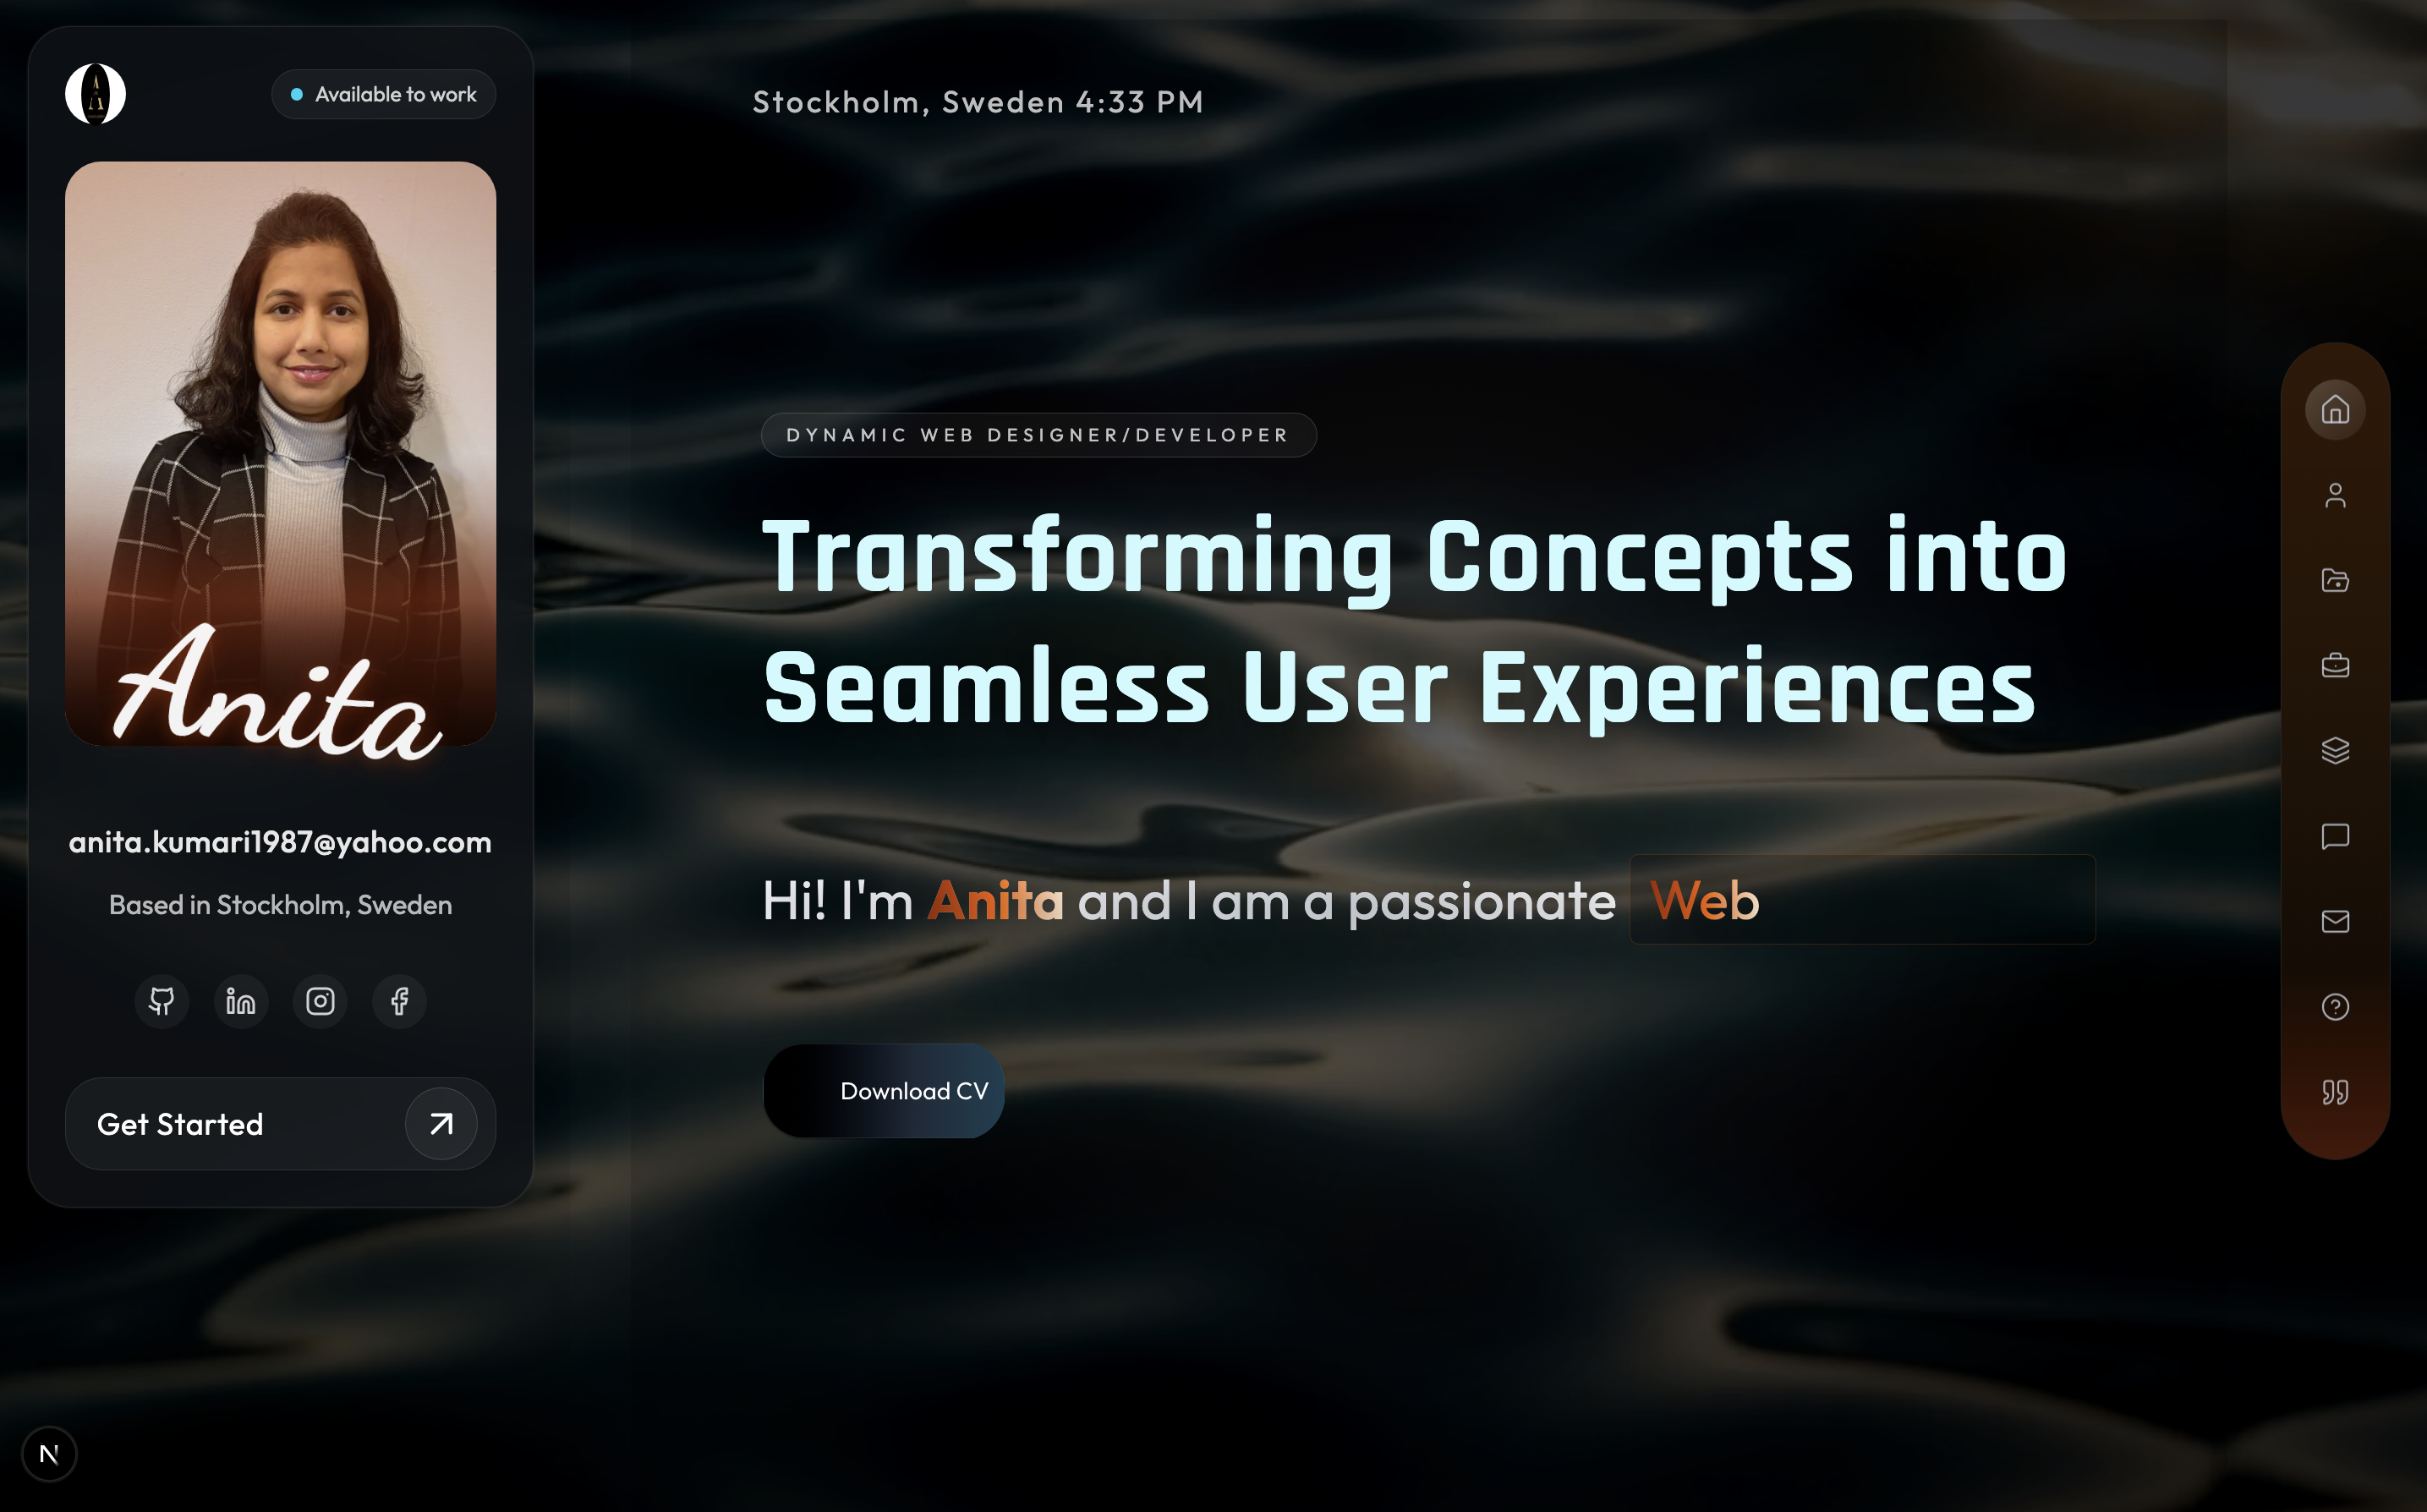 Available to work
Anita
anita.kumari1987@yahoo.com
Based in Stockholm, Sweden
Get Started
Stockholm, Sweden 4:33 PM
DYNAMIC WEB DESIGNER/DEVELOPER
Transforming Concepts into
Seamless User Experiences
Hi! I'm Anita and I am a passionate Web
Download CV
N